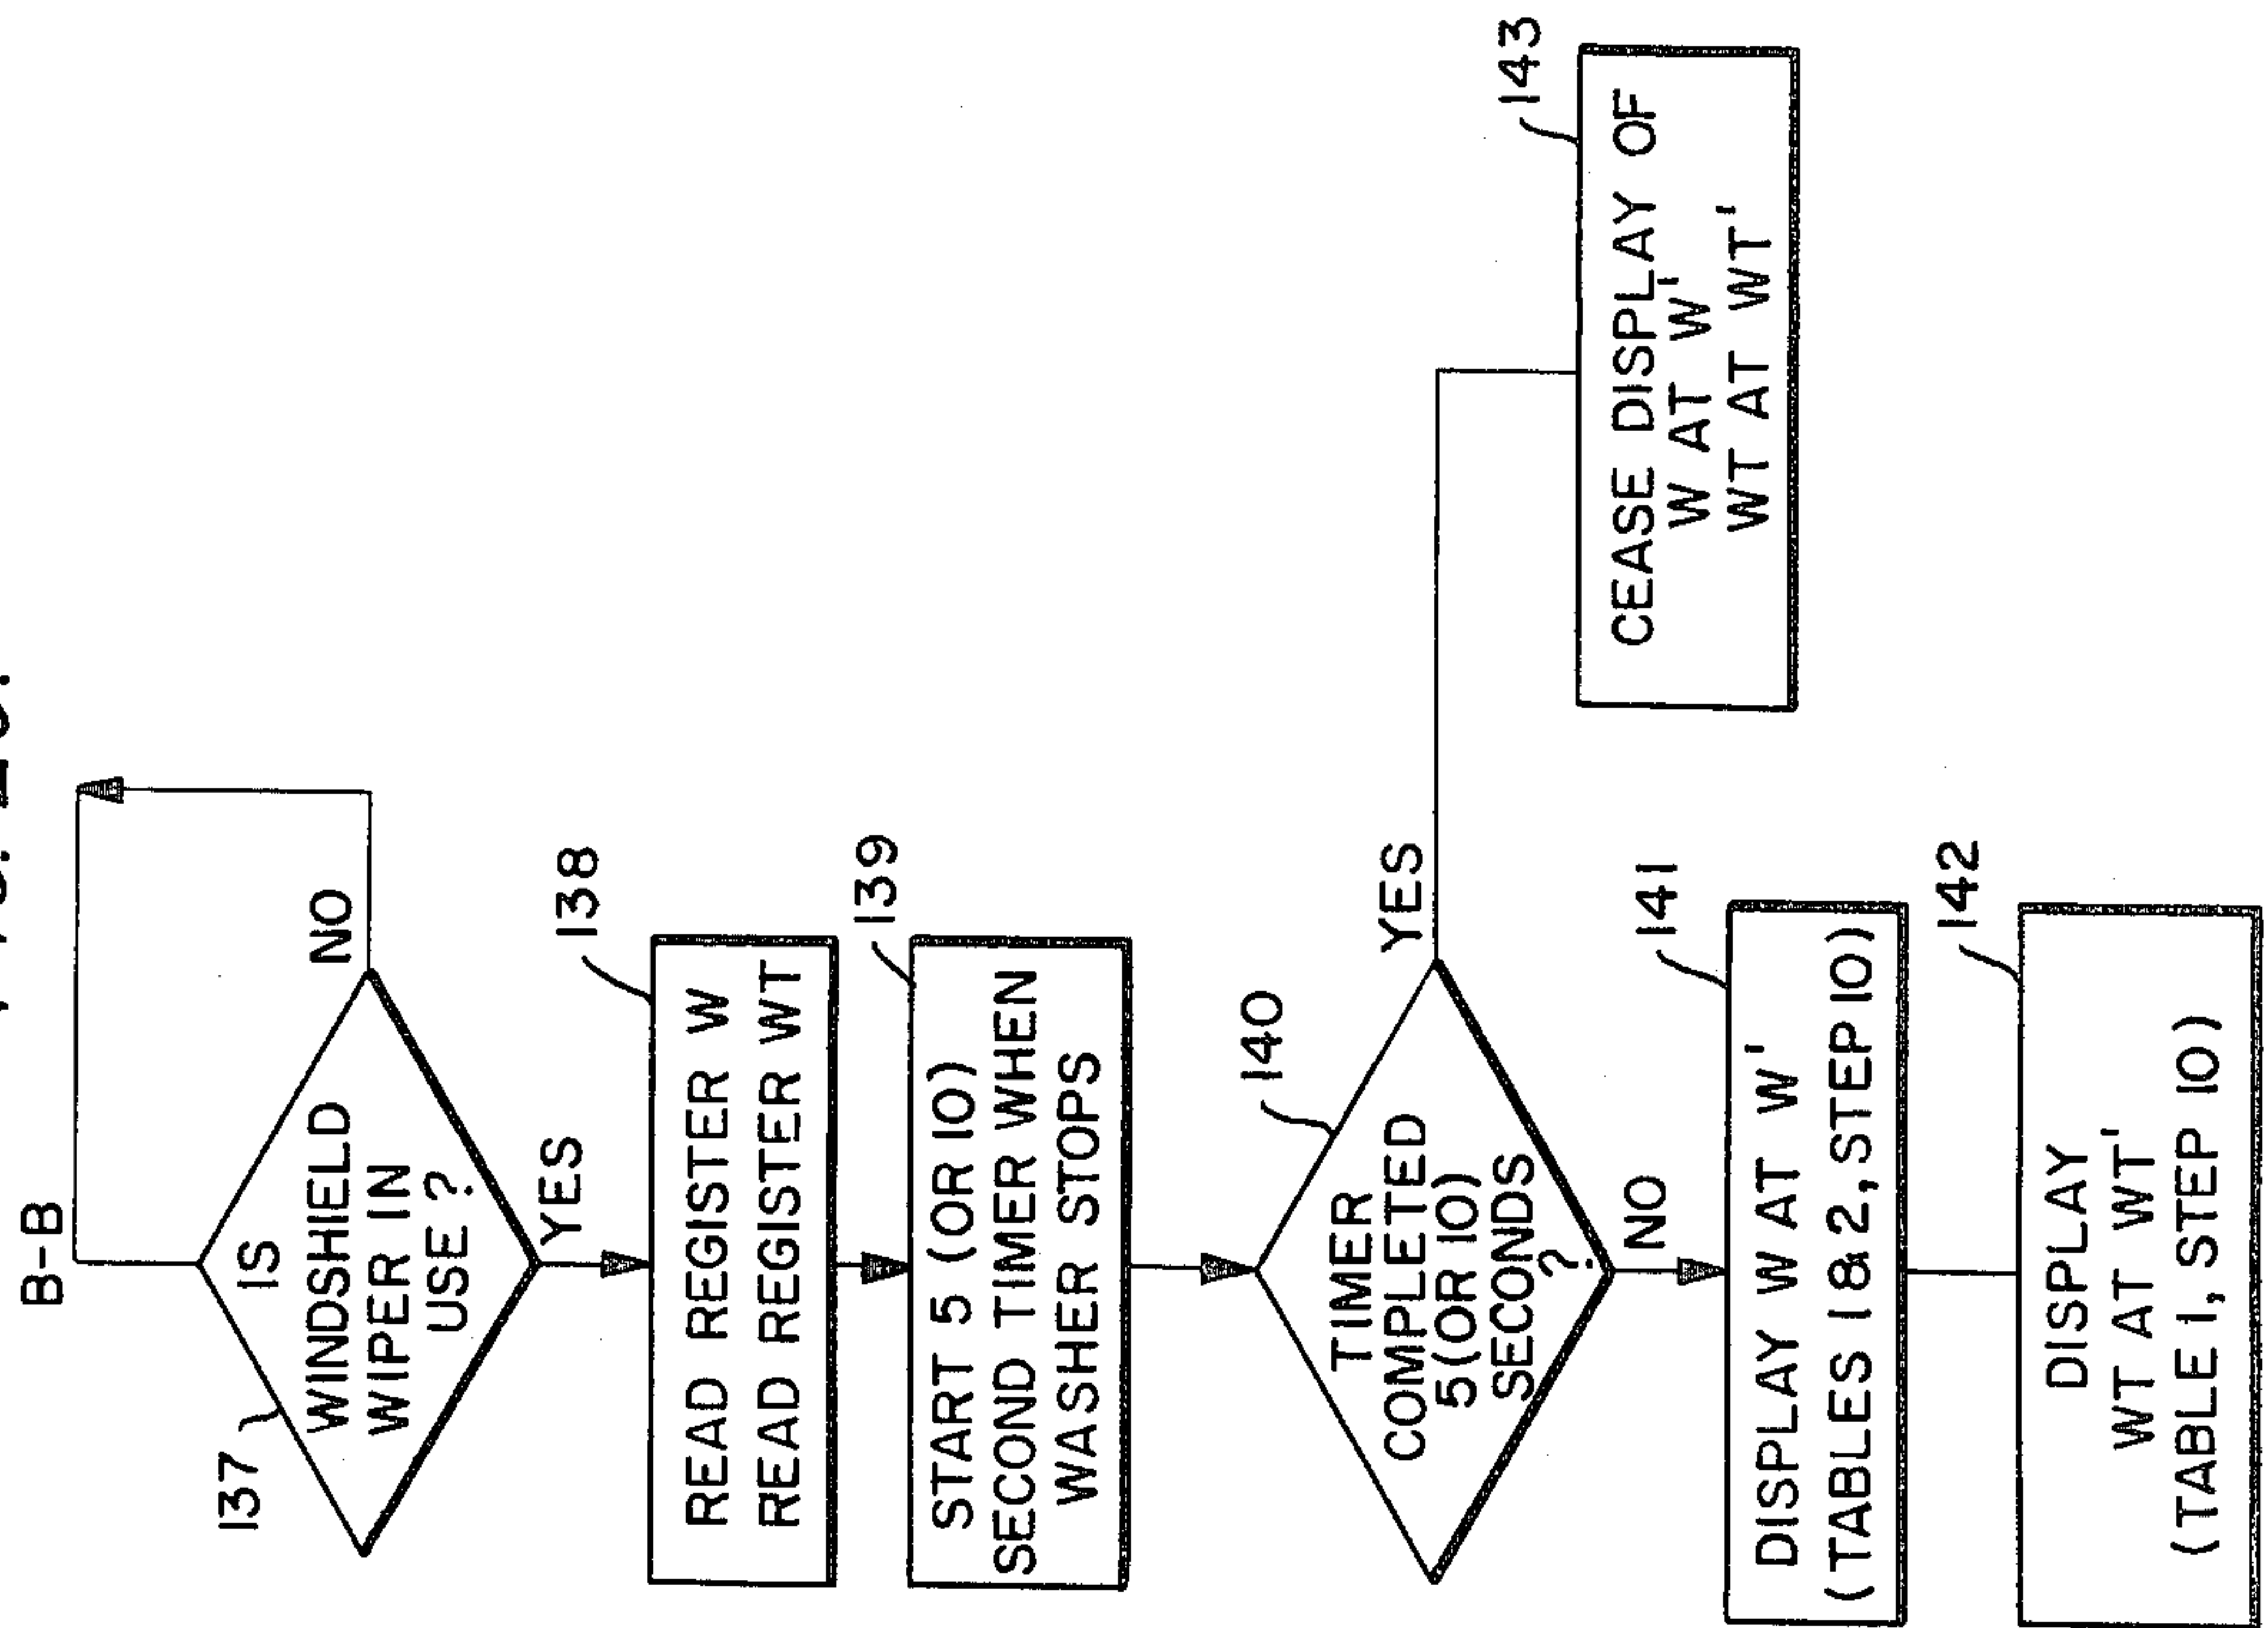 B-B
137
IS
WINDSHIELD
WIPER IN
USE ?
NO
YES
138
READ REGISTER W
READ REGISTER WT
139
START 5 (OR 10)
SECOND TIMER WHEN
WASHER STOPS
140
TIMER
COMPLETED
5(OR 10)
SECONDS
?
YES
NO
143
CEASE DISPLAY OF
W AT W'
WT AT WT'
141
DISPLAY W AT W'
(TABLES 1&2,STEP 10)
142
DISPLAY
WT AT WT'
(TABLE 1, STEP 10)